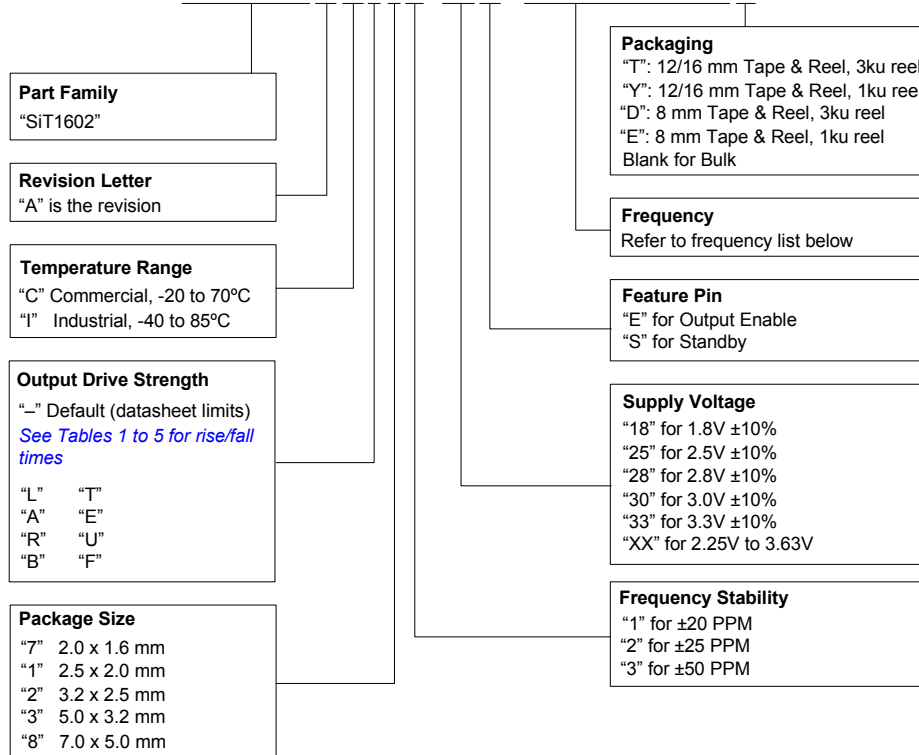 Part Family
“SiT1602”
Revision Letter
“A” is the revision
Temperature Range
“C” Commercial, -20 to 70ºC
“I” Industrial, -40 to 85ºC
Output Drive Strength
“–” Default (datasheet limits)
See Tables 1 to 5 for rise/fall
times
“L” “T”
“A” “E”
“R” “U”
“B” “F”
Package Size
“7” 2.0 x 1.6 mm
“1” 2.5 x 2.0 mm
“2” 3.2 x 2.5 mm
“3” 5.0 x 3.2 mm
“8” 7.0 x 5.0 mm
Packaging
“T”: 12/16 mm Tape & Reel, 3ku reel
“Y”: 12/16 mm Tape & Reel, 1ku reel
“D”: 8 mm Tape & Reel, 3ku reel
“E”: 8 mm Tape & Reel, 1ku reel
Blank for Bulk
Frequency
Refer to frequency list below
Feature Pin
“E” for Output Enable
“S” for Standby
Supply Voltage
“18” for 1.8V ±10%
“25” for 2.5V ±10%
“28” for 2.8V ±10%
“30” for 3.0V ±10%
“33” for 3.3V ±10%
“XX” for 2.25V to 3.63V
Frequency Stability
“1” for ±20 PPM
“2” for ±25 PPM
“3” for ±50 PPM